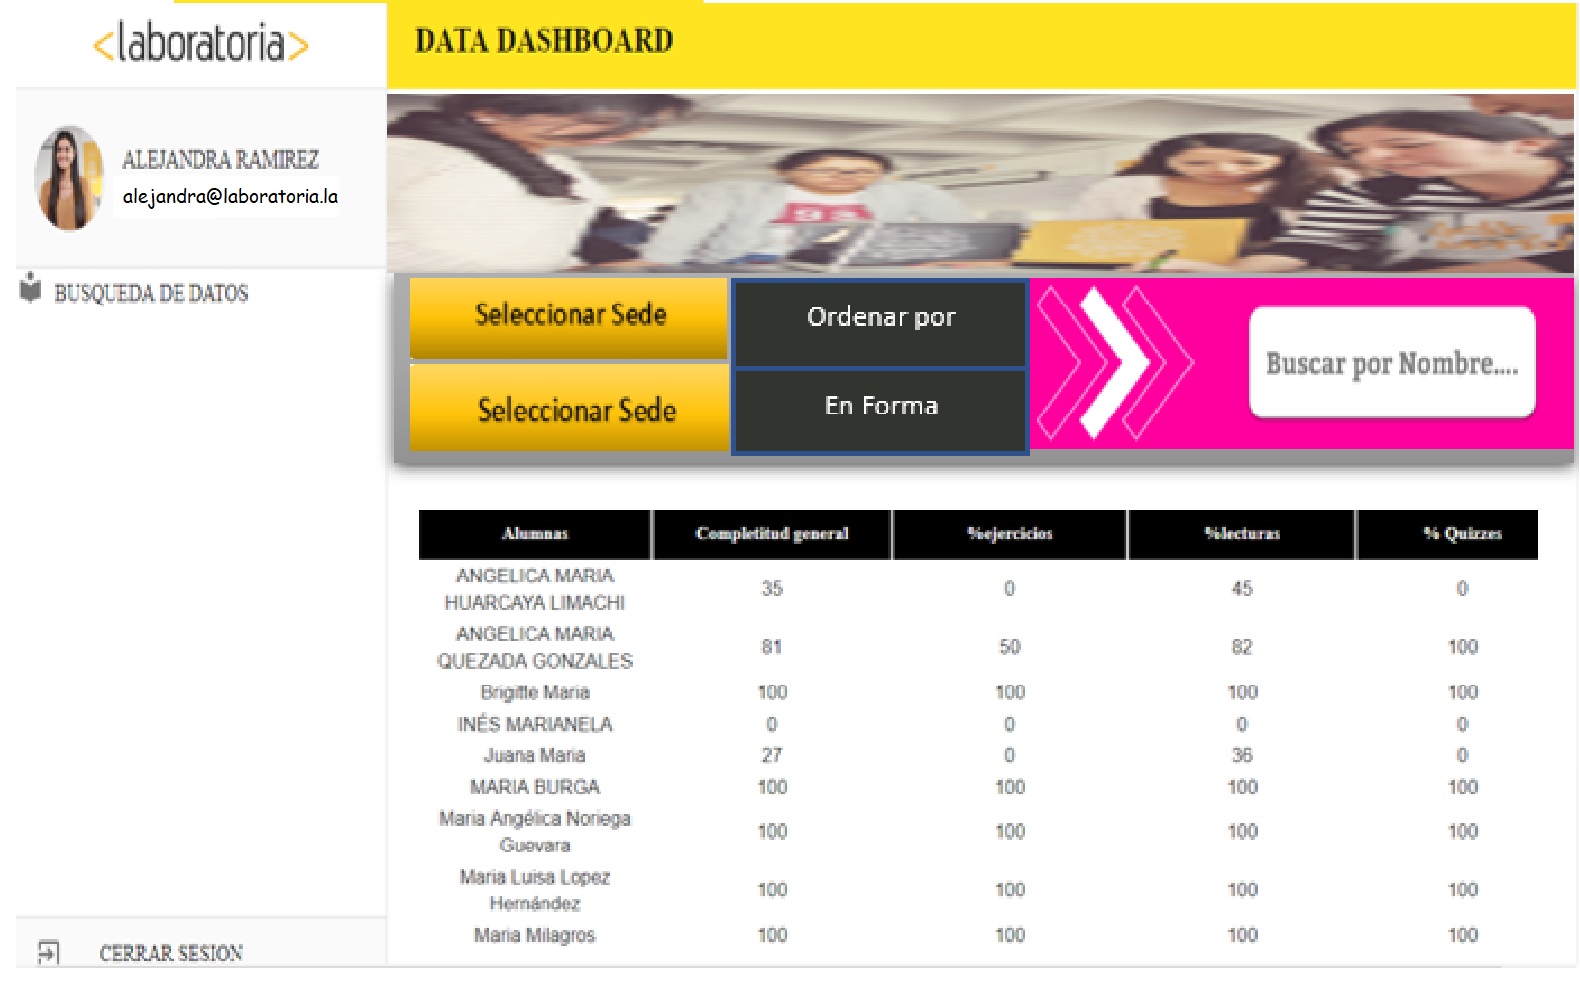 <laboratoria>
DATA DASHBOARD
ALEJANDRA RAMIREZ
alejandra@laboratoria.la
BUSQUEDA DE DATOS
Seleccionar Sede
Ordenar por
Buscar por Nombre....
Seleccionar Sede
En Forma
Alumnas Completitud general %ejercicios %lecturas % Quizzes
ANGELICA MARIA
HUARCAYA LIMACHI 35 0 45 0
ANGELICA MARIA
QUEZADA GONZALES 81 50 82 100
Brigitte Maria 100 100 100 100
INÉS MARIANELA 0 0 0 0
Juana Maria 27 0 36 0
MARIA BURGA 100 100 100 100
Maria Angélica Noriega
Guevara 100 100 100 100
Maria Luisa Lopez
Hernández 100 100 100 100
Maria Milagros 100 100 100 100
CERRAR SESION